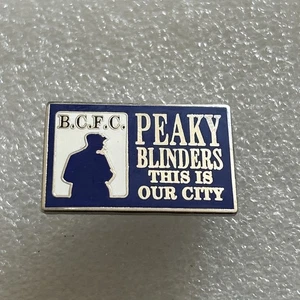 B.C.F.C.
PEAKY
BLINDERS
THIS IS
OUR CITY